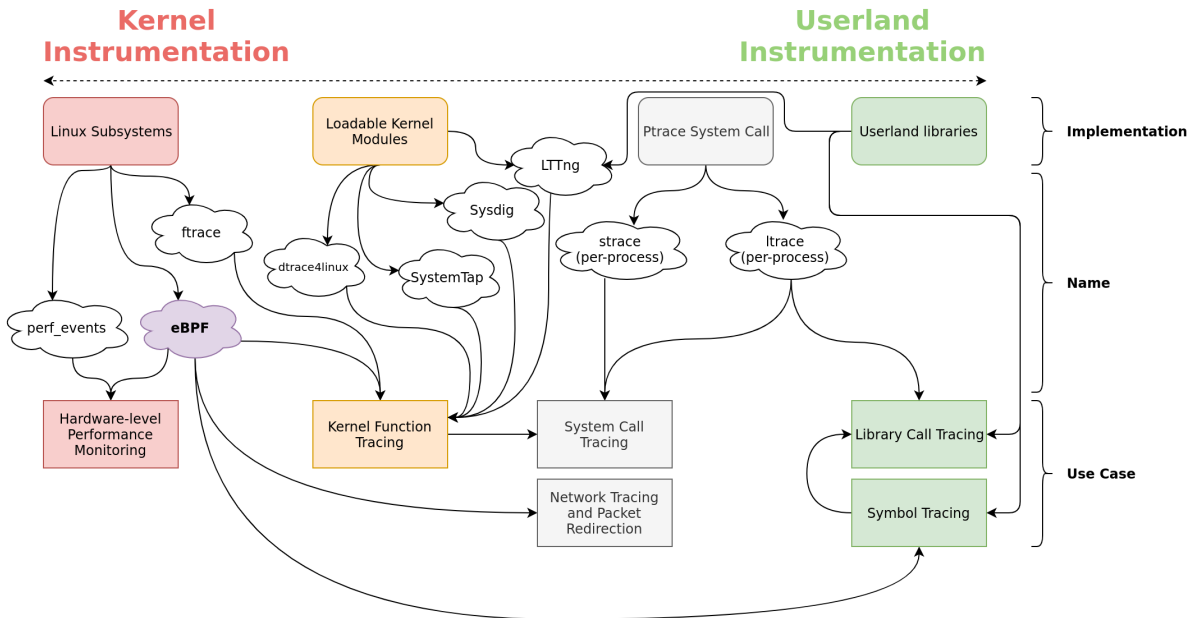 Kernel
Instrumentation
Userland
Instrumentation
Linux Subsystems
Loadable Kernel
Modules
LTTng
Ptrace System Call
Userland libraries
Implementation
Sysdig
ftrace
strace
(per-process)
ltrace
(per-process)
dtrace4linux
SystemTap
Name
perf_events
eBPF
Hardware-level
Performance
Monitoring
Kernel Function
Tracing
System Call
Tracing
Library Call Tracing
Use Case
Network Tracing
and Packet
Redirection
Symbol Tracing